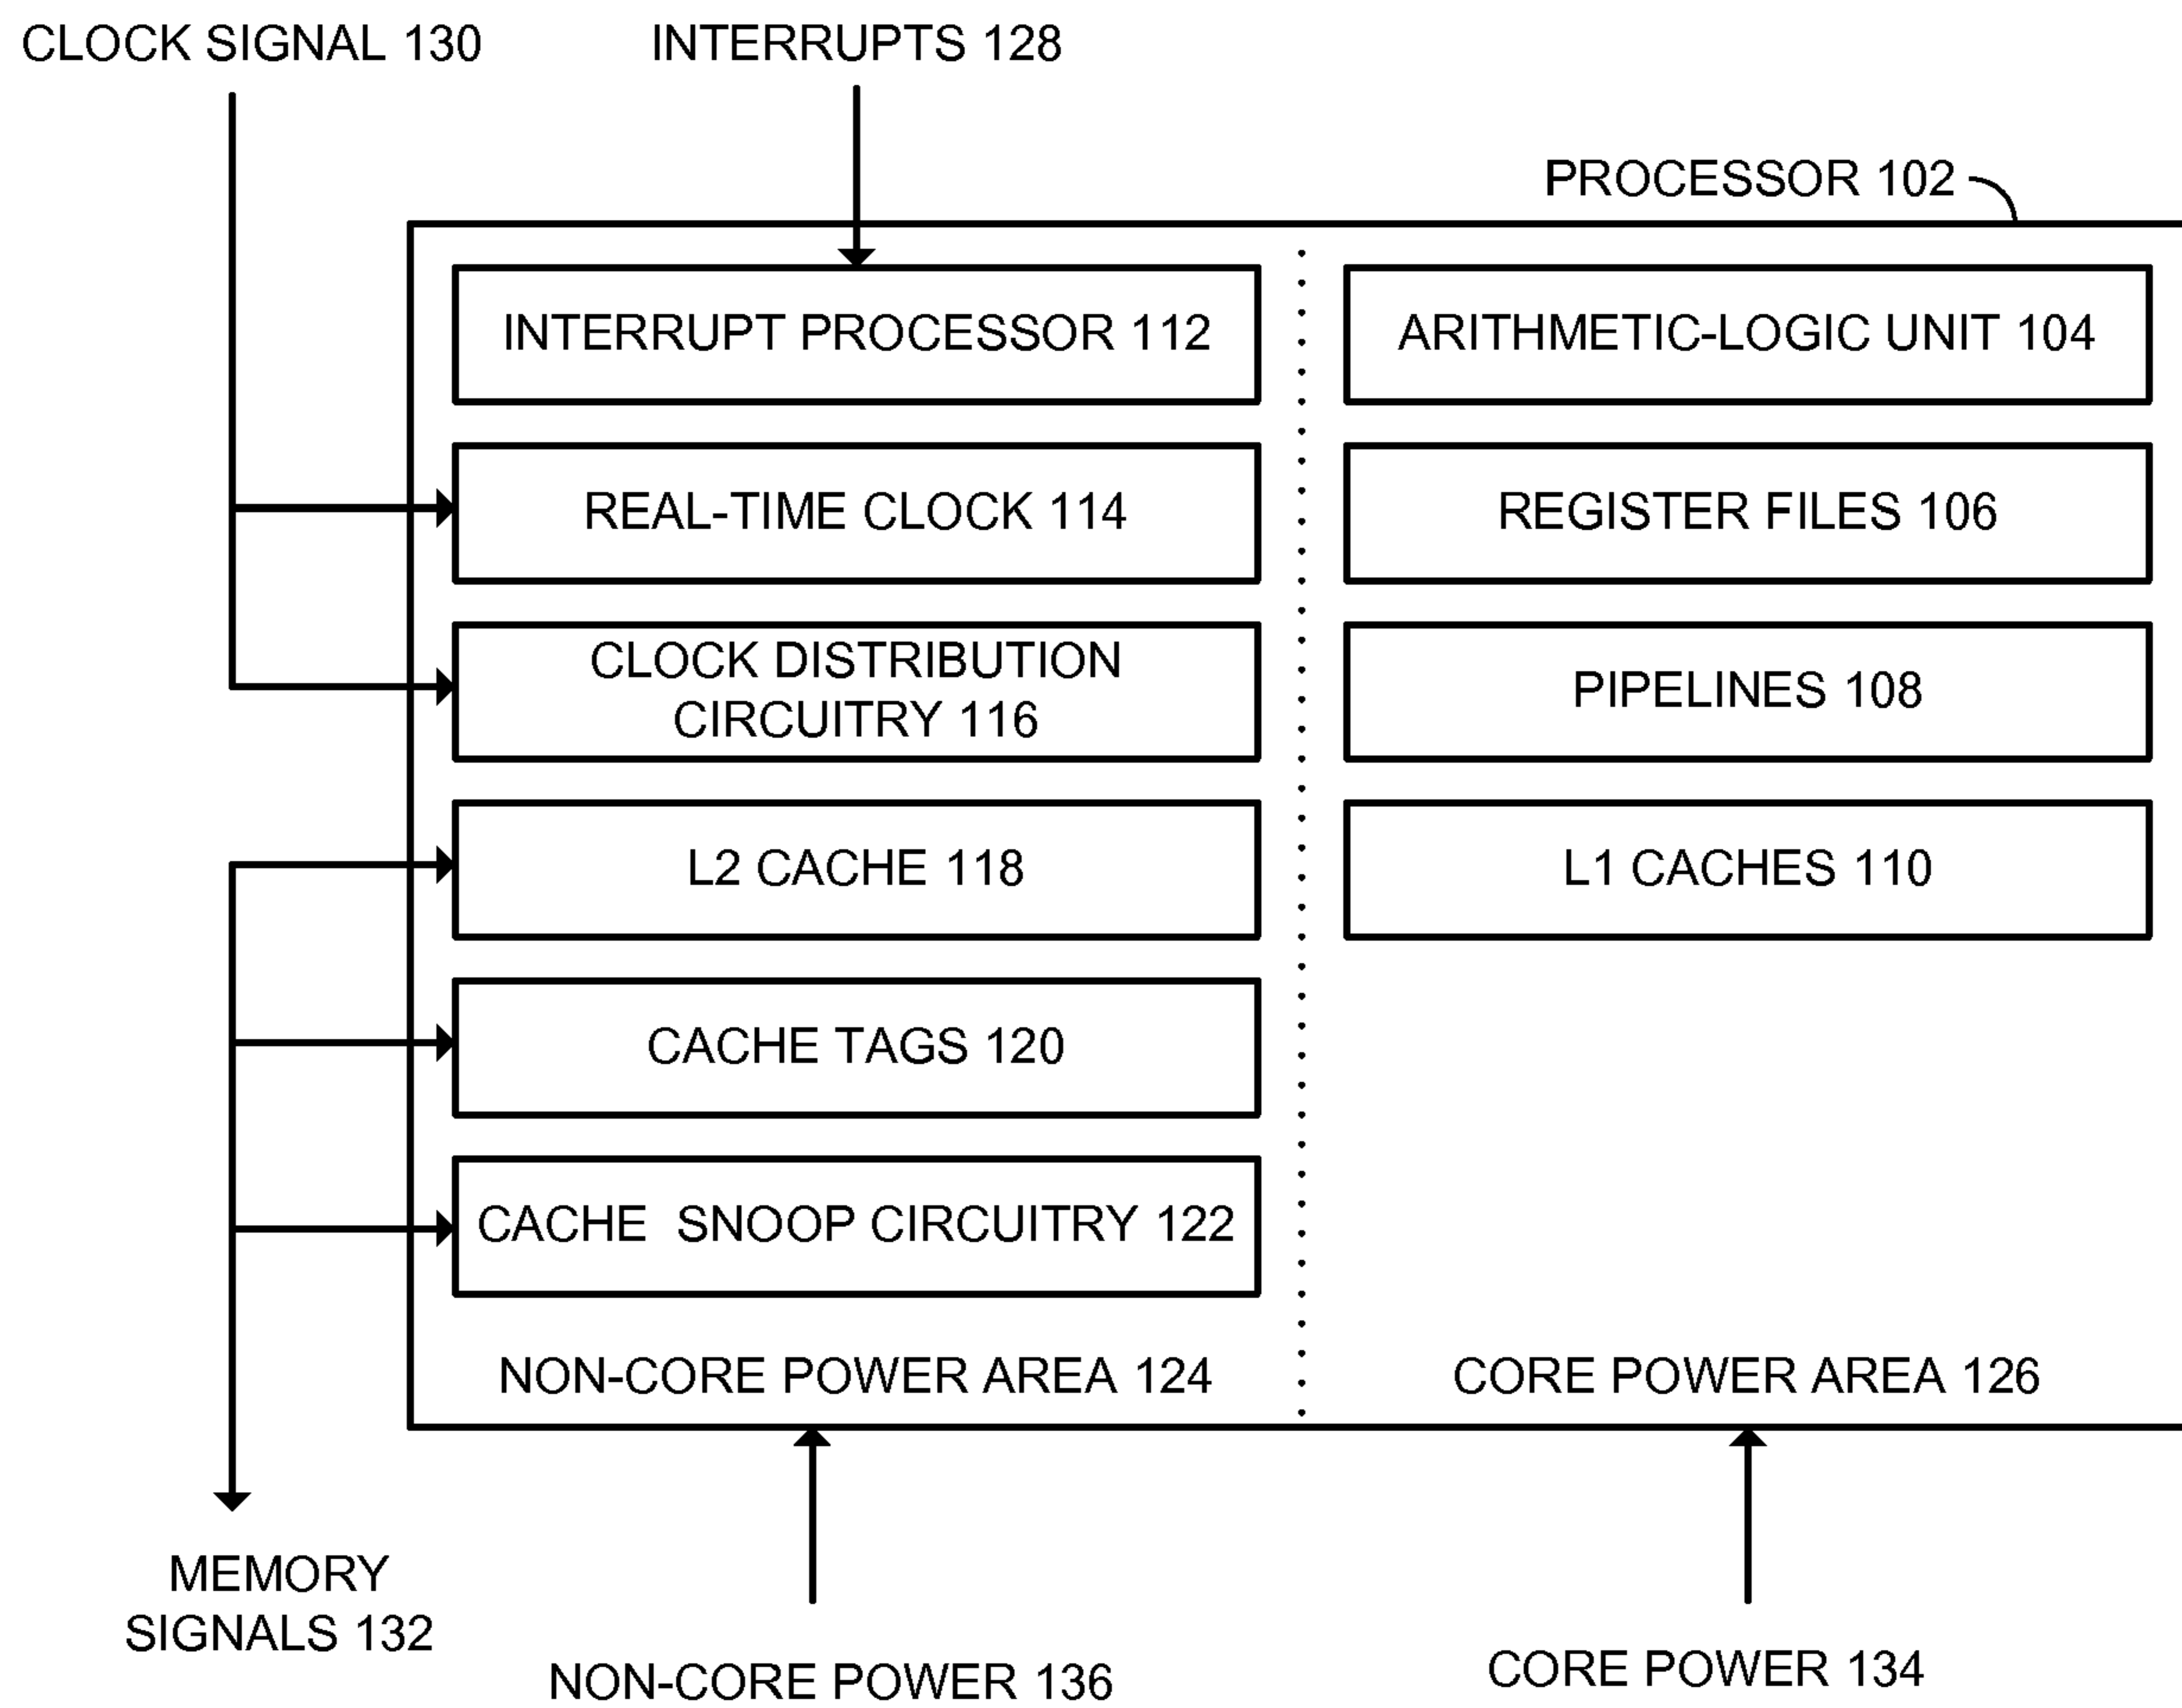 CLOCK SIGNAL 130
INTERRUPTS 128
PROCESSOR 102
INTERRUPT PROCESSOR 112
ARITHMETIC-LOGIC UNIT 104
REAL-TIME CLOCK 114
REGISTER FILES 106
CLOCK DISTRIBUTION
CIRCUITRY 116
PIPELINES 108
L2 CACHE 118
L1 CACHES 110
CACHE TAGS 120
CACHE  SNOOP CIRCUITRY 122
NON-CORE POWER AREA 124
CORE POWER AREA 126
MEMORY
SIGNALS 132
NON-CORE POWER 136
CORE POWER 134